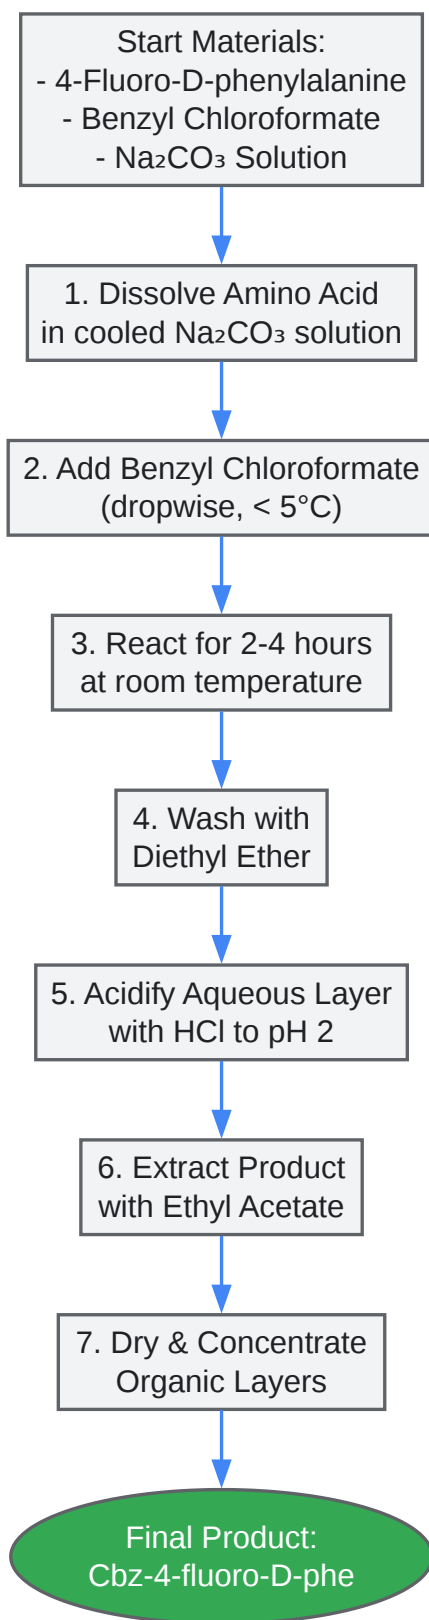 Start Materials:
- 4-Fluoro-D-phenylalanine
- Benzyl Chloroformate
- Na₂CO₃ Solution
1. Dissolve Amino Acid
in cooled Na₂CO₃ solution
2. Add Benzyl Chloroformate
(dropwise, < 5°C)
3. React for 2-4 hours
at room temperature
4. Wash with
Diethyl Ether
5. Acidify Aqueous Layer
with HCl to pH 2
6. Extract Product
with Ethyl Acetate
7. Dry & Concentrate
Organic Layers
Final Product:
Cbz-4-fluoro-D-phe